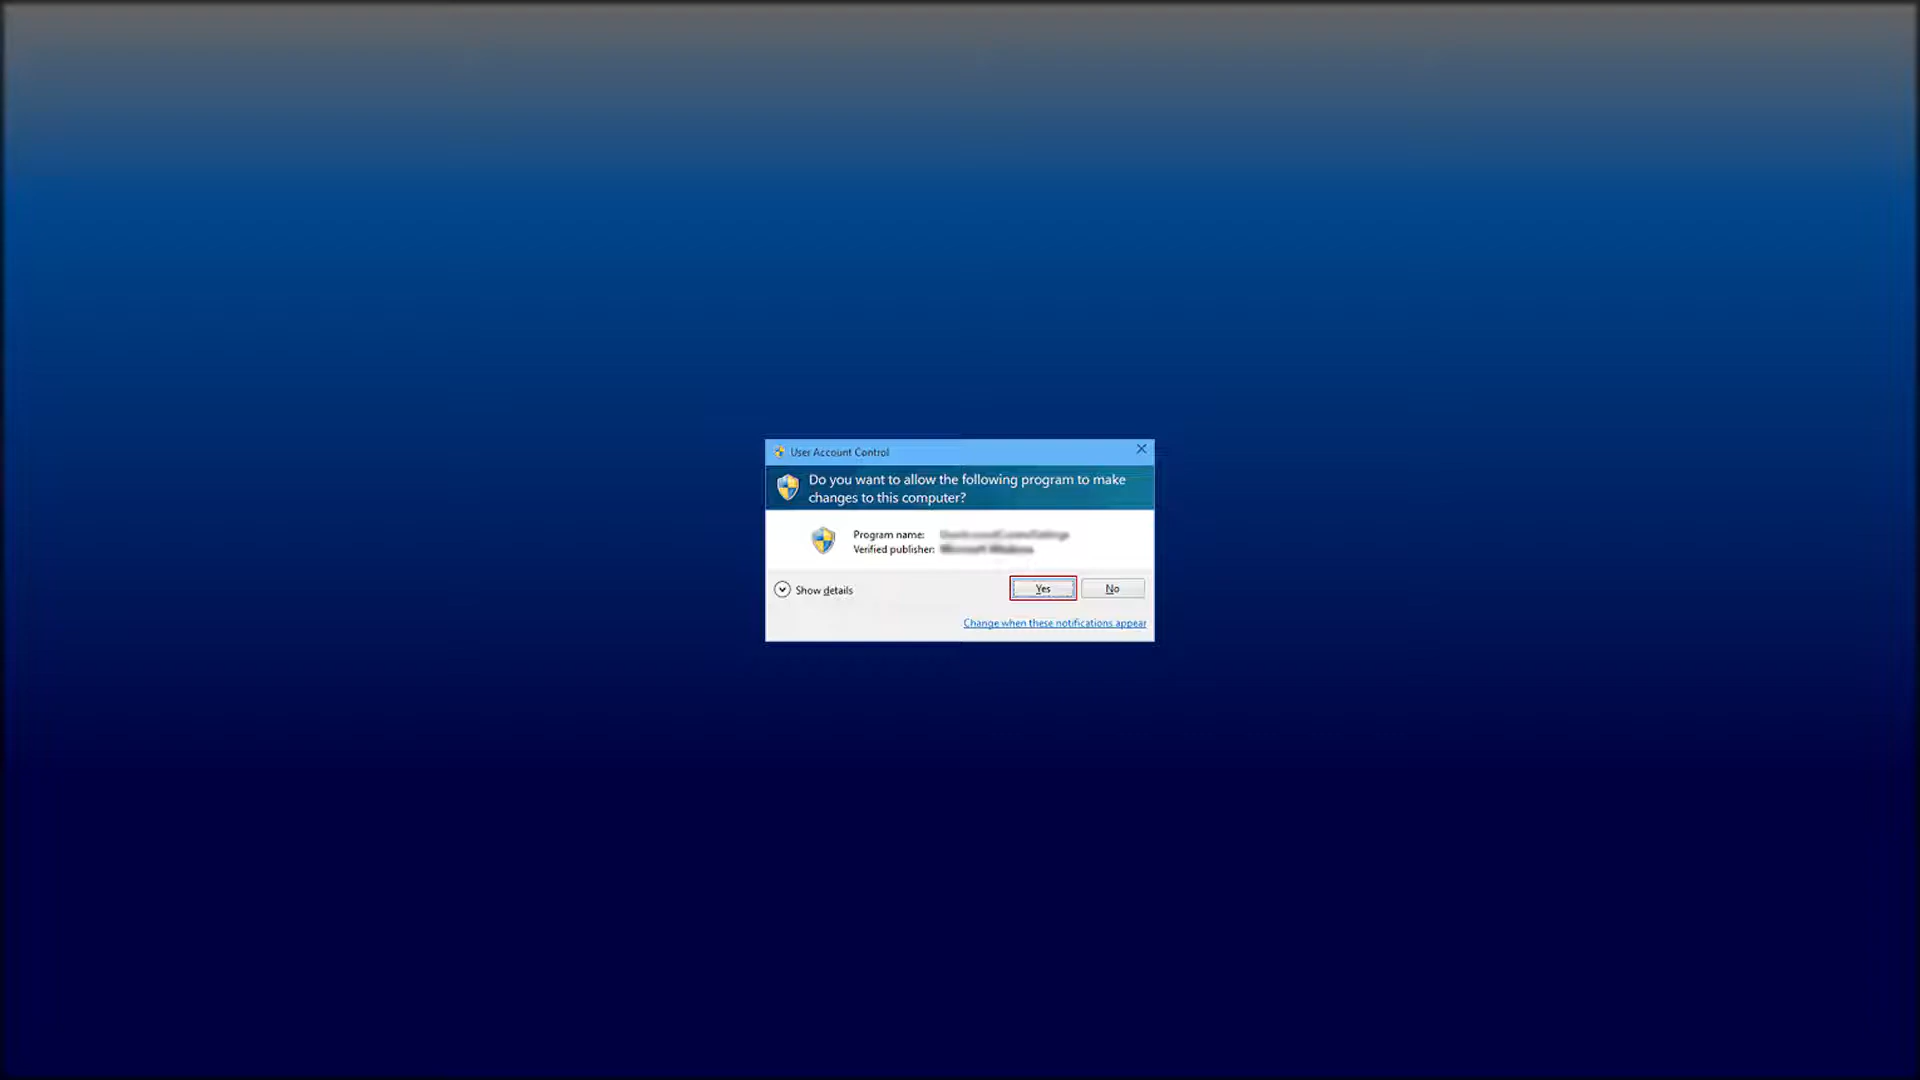 User Account Control
Do you want to allow the following program to make
changes to this computer?
Program name:
Verified publisher:
Show details
Yes
No
Change when these notifications appear